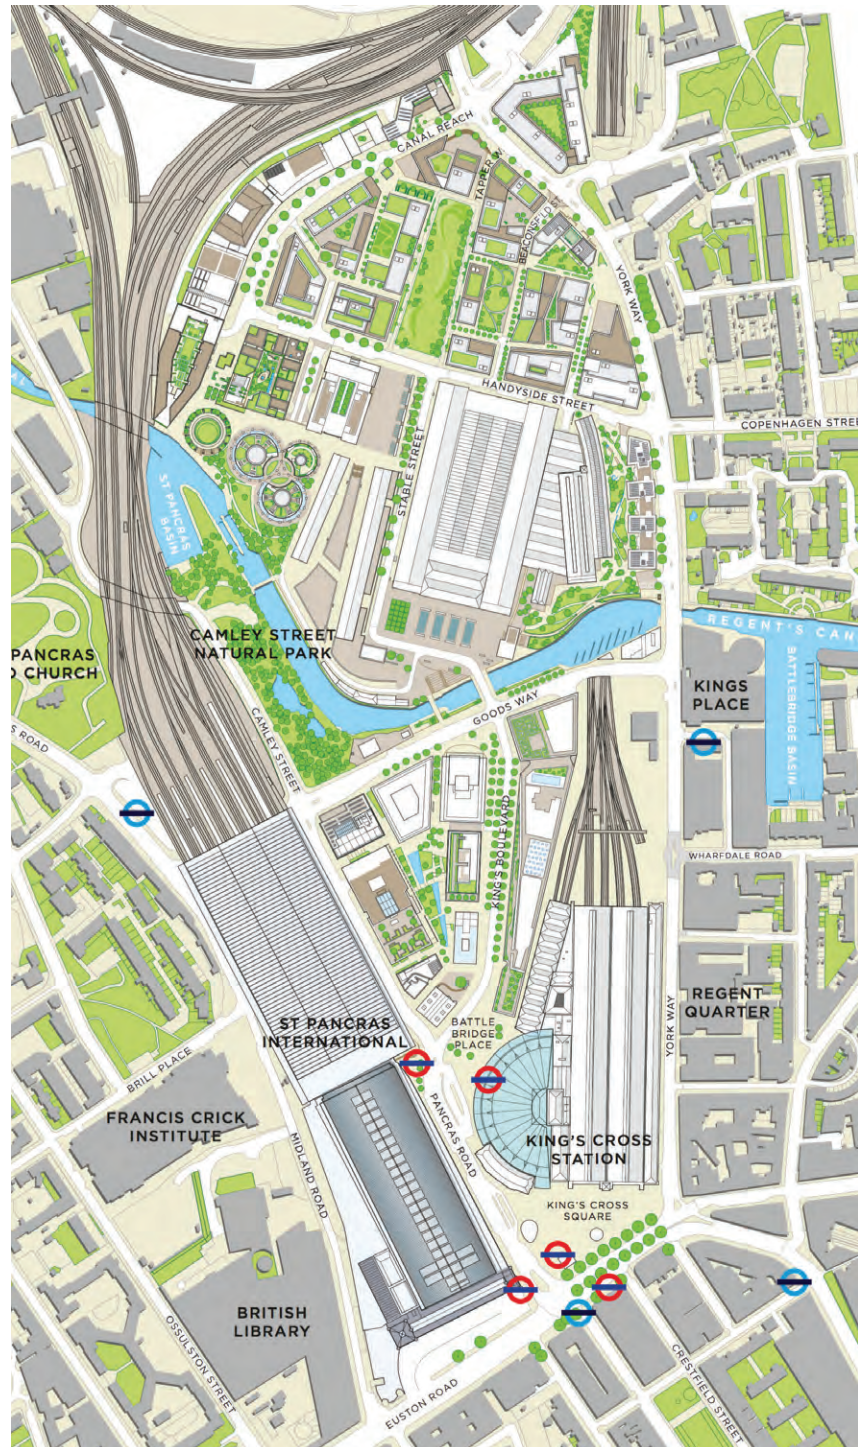 CANAL REACH
TAPPER W.
BEACONSFIELD
YORK WAY
HANDYSIDE STREET
COPENHAGEN STREE
STABLE STREET
ST PANCRAS
BASIN
REGENT'S CAN
CAMLEY STREET
NATURAL PARK
PANCRAS
D CHURCH
KINGS
PLACE
BATTLEBRIDGE BASIN
GOODS WAY
S ROAD
CAMLEY STREET
KING'S BOULEVARD
WHARFDALE ROAD
REGENT
QUARTER
YORK WAY
ST PANCRAS
INTERNATIONAL
BATTLE
BRIDGE
PLACE
BRILL PLACE
FRANCIS CRICK
INSTITUTE
PANCRAS ROAD
KING'S CROSS
STATION
MIDLAND ROAD
KING'S CROSS
SQUARE
BRITISH
LIBRARY
OSSULSTON STREET
EUSTON ROAD
CRESTFIELD STREET